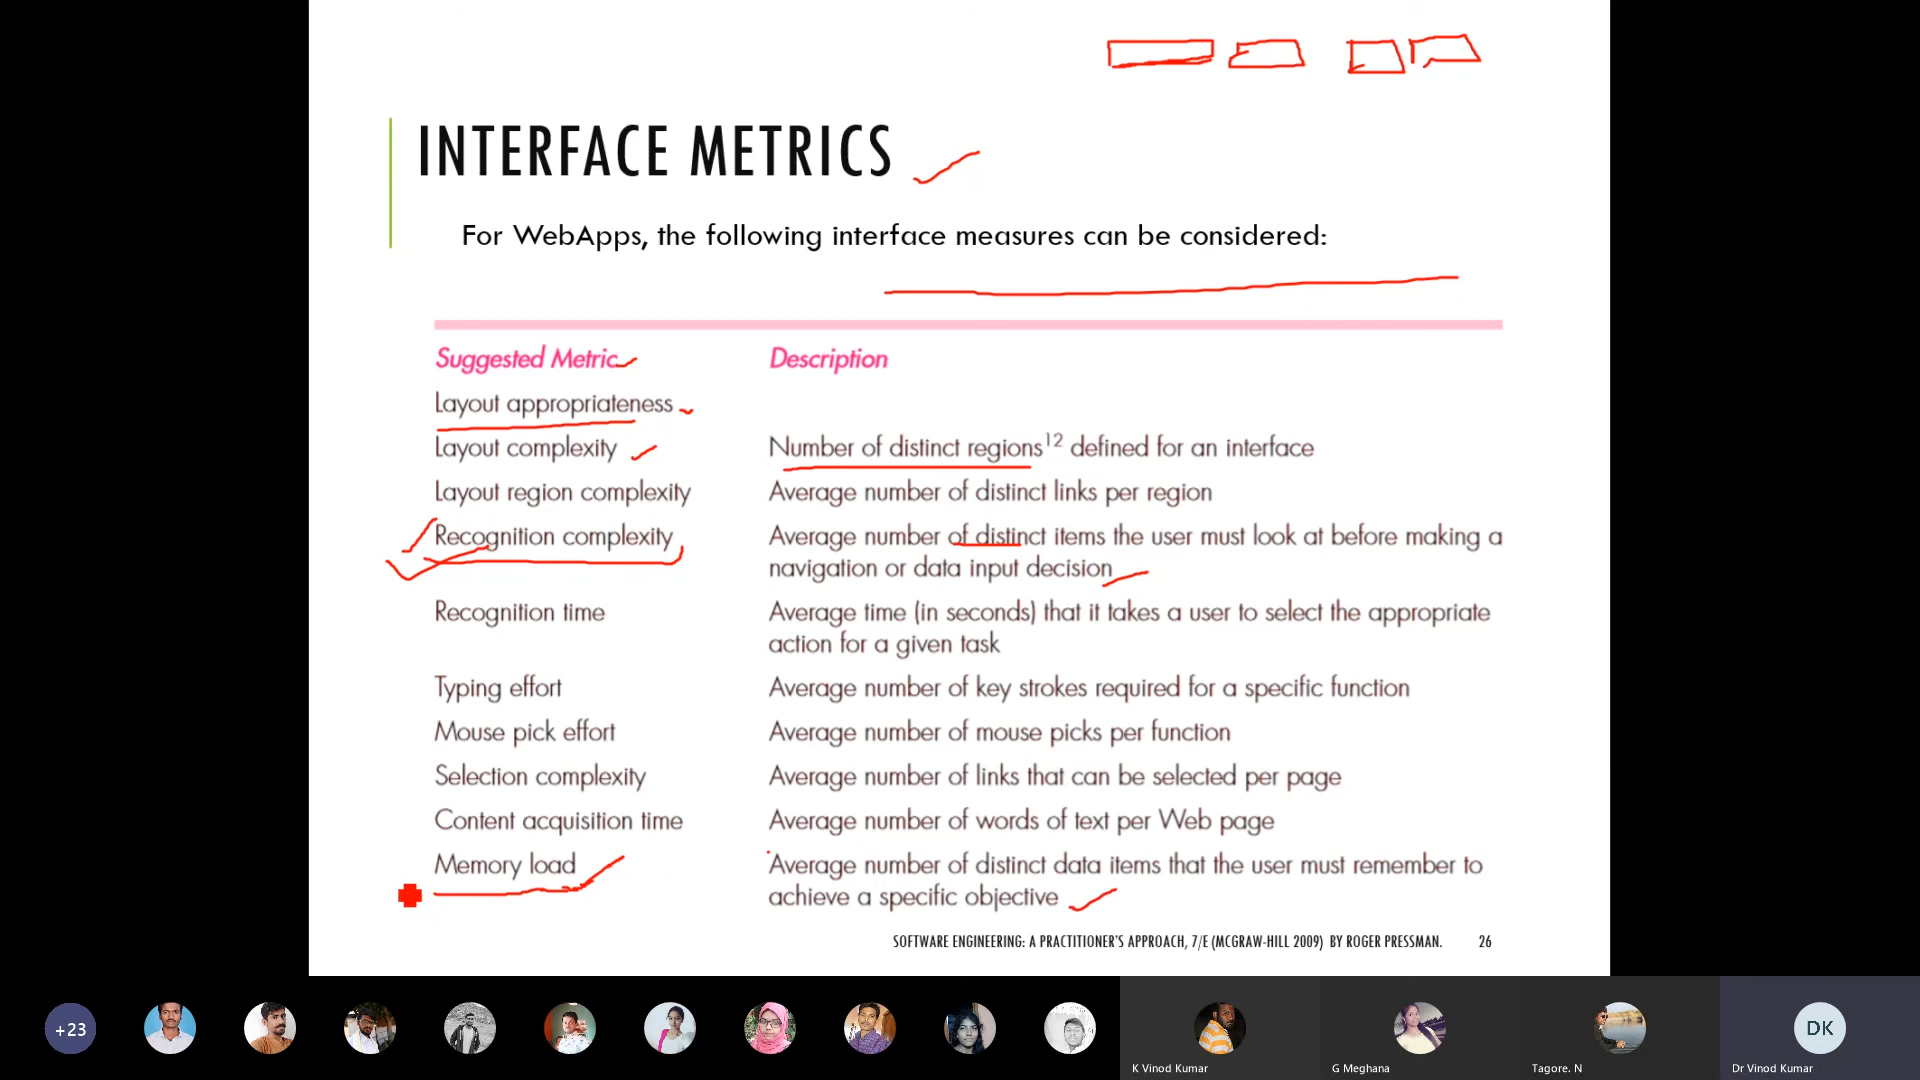 INTERFACE METRICS
For WebApps, the following interface measures can be considered:
Suggested Metric Description
Layout appropriateness
Layout complexity Number of distinct regions12 defined for an interface
Layout region complexity Average number of distinct links per region
Recognition complexity Average number of distinct items the user must look at before making a
navigation or data input decision
Recognition time Average time (in seconds) that it takes a user to select the appropriate
action for a given task
Typing effort Average number of key strokes required for a specific function
Mouse pick effort Average number of mouse picks per function
Selection complexity Average number of links that can be selected per page
Content acquisition time Average number of words of text per Web page
Memory load Average number of distinct data items that the user must remember to
achieve a specific objective
SOFTWARE ENGINEERING: A PRACTITIONER'S APPROACH, 7/E (MCGRAW-HILL 2009) BY ROGER PRESSMAN. 26
+23 DK
K Vinod Kumar G Meghana Tagore. N Dr Vinod Kumar